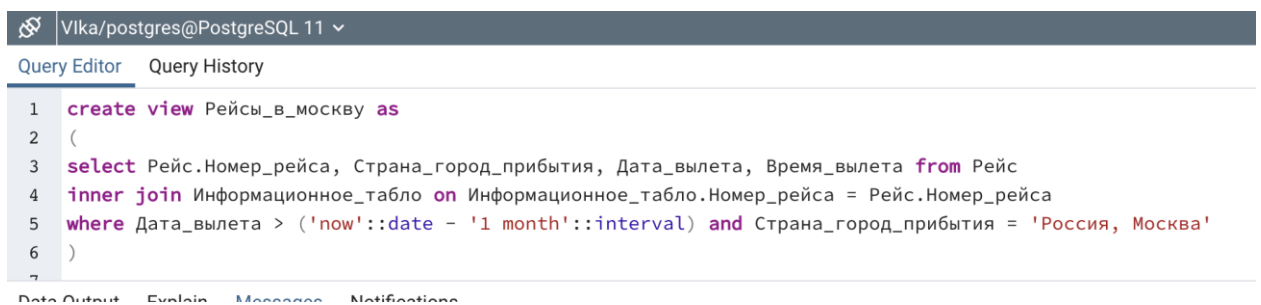 VIka/postgres@PostgreSQL 11
Query Editor Query History
1 create view Рейсы_в_москву as
2 (
3 select Рейс.Номер_рейса, Страна_город_прибытия, Дата_вылета, Время_вылета from Рейс
4 inner join Информационное_табло on Информационное_табло.Номер_рейса = Рейс.Номер_рейса
5 where Дата_вылета > ('now'::date - '1 month'::interval) and Страна_город_прибытия = 'Россия, Москва'
6 )
7
Data Output Explain Messages Notifications